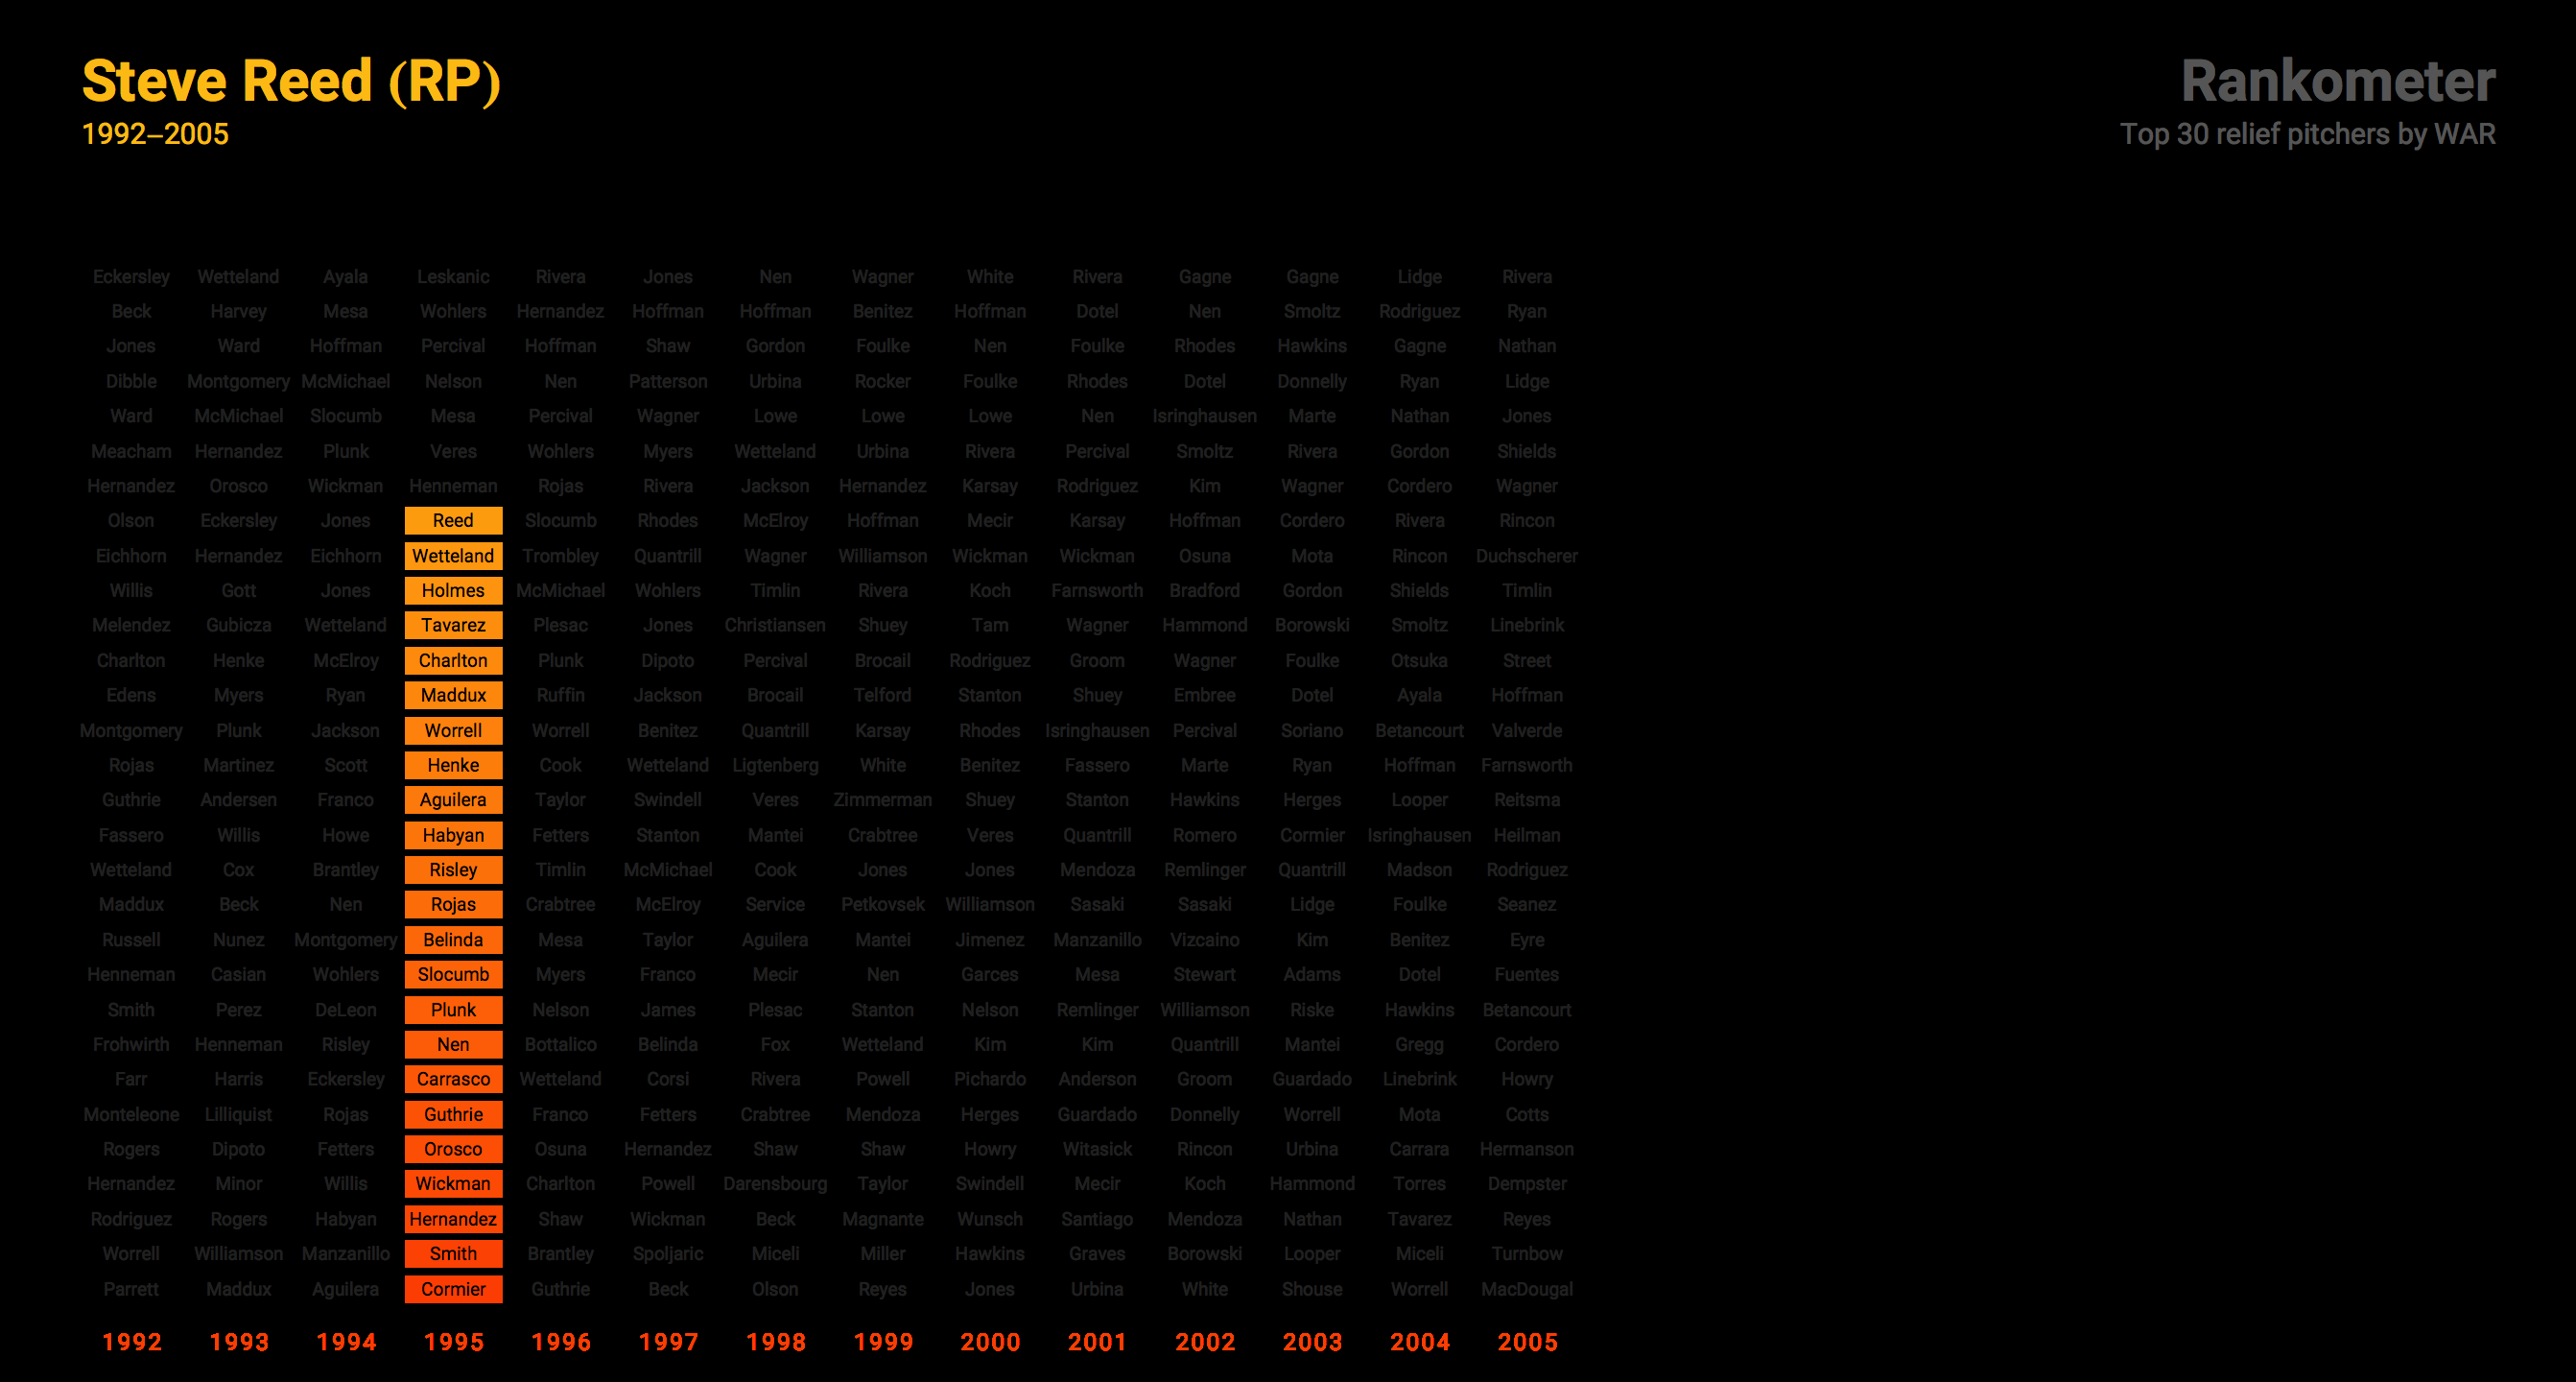 Steve Reed (RP)
1992–2005
Rankometer
Top 30 relief pitchers by WAR
Eckersley Wetteland Ayala Leskanic Rivera Jones Nen Wagner White Rivera Gagne Gagne Lidge Rivera
Beck Harvey Mesa Wohlers Hernandez Hoffman Hoffman Benitez Hoffman Dotel Nen Smoltz Rodriguez Ryan
Jones Ward Hoffman Percival Hoffman Shaw Gordon Foulke Nen Foulke Rhodes Hawkins Gagne Nathan
Dibble Montgomery McMichael Nelson Nen Patterson Urbina Rocker Foulke Rhodes Dotel Donnelly Ryan Lidge
Ward McMichael Slocumb Mesa Percival Wagner Lowe Lowe Lowe Nen Isringhausen Marte Nathan Jones
Meacham Hernandez Plunk Veres Wohlers Myers Wetteland Urbina Rivera Percival Smoltz Rivera Gordon Shields
Hernandez Orosco Wickman Henneman Rojas Rivera Jackson Hernandez Karsay Rodriguez Kim Wagner Cordero Wagner
Olson Eckersley Jones Reed Slocumb Rhodes McElroy Hoffman Mecir Karsay Hoffman Cordero Rivera Rincon
Eichhorn Hernandez Eichhorn Wetteland Trombley Quantrill Wagner Williamson Wickman Wickman Osuna Mota Rincon Duchscherer
Willis Gott Jones Holmes McMichael Wohlers Timlin Rivera Koch Farnsworth Bradford Gordon Shields Timlin
Melendez Gubicza Wetteland Tavarez Plesac Jones Christiansen Shuey Tam Wagner Hammond Borowski Smoltz Linebrink
Charlton Henke McElroy Charlton Plunk Dipoto Percival Brocail Rodriguez Groom Wagner Foulke Otsuka Street
Edens Myers Ryan Maddux Ruffin Jackson Brocail Telford Stanton Shuey Embree Dotel Ayala Hoffman
Montgomery Plunk Jackson Worrell Worrell Benitez Quantrill Karsay Rhodes Isringhausen Percival Soriano Betancourt Valverde
Rojas Martinez Scott Henke Cook Wetteland Ligtenberg White Benitez Fassero Marte Ryan Hoffman Farnsworth
Guthrie Andersen Franco Aguilera Taylor Swindell Veres Zimmerman Shuey Stanton Hawkins Herges Looper Reitsma
Fassero Willis Howe Habyan Fetters Stanton Mantei Crabtree Veres Quantrill Romero Cormier Isringhausen Heilman
Wetteland Cox Brantley Risley Timlin McMichael Cook Jones Jones Mendoza Remlinger Quantrill Madson Rodriguez
Maddux Beck Nen Rojas Crabtree McElroy Service Petkovsek Williamson Sasaki Sasaki Lidge Foulke Seanez
Russell Nunez Montgomery Belinda Mesa Taylor Aguilera Mantei Jimenez Manzanillo Vizcaino Kim Benitez Eyre
Henneman Casian Wohlers Slocumb Myers Franco Mecir Nen Garces Mesa Stewart Adams Dotel Fuentes
Smith Perez DeLeon Plunk Nelson James Plesac Stanton Nelson Remlinger Williamson Riske Hawkins Betancourt
Frohwirth Henneman Risley Nen Bottalico Belinda Fox Wetteland Kim Kim Quantrill Mantei Gregg Cordero
Farr Harris Eckersley Carrasco Wetteland Corsi Rivera Powell Pichardo Anderson Groom Guardado Linebrink Howry
Monteleone Lilliquist Rojas Guthrie Franco Fetters Crabtree Mendoza Herges Guardado Donnelly Worrell Mota Cotts
Rogers Dipoto Fetters Orosco Osuna Hernandez Shaw Shaw Howry Witasick Rincon Urbina Carrara Hermanson
Hernandez Minor Willis Wickman Charlton Powell Darensbourg Taylor Swindell Mecir Koch Hammond Torres Dempster
Rodriguez Rogers Habyan Hernandez Shaw Wickman Beck Magnante Wunsch Santiago Mendoza Nathan Tavarez Reyes
Worrell Williamson Manzanillo Smith Brantley Spoljaric Miceli Miller Hawkins Graves Borowski Looper Miceli Turnbow
Parrett Maddux Aguilera Cormier Guthrie Beck Olson Reyes Jones Urbina White Shouse Worrell MacDougal
1992 1993 1994 1995 1996 1997 1998 1999 2000 2001 2002 2003 2004 2005